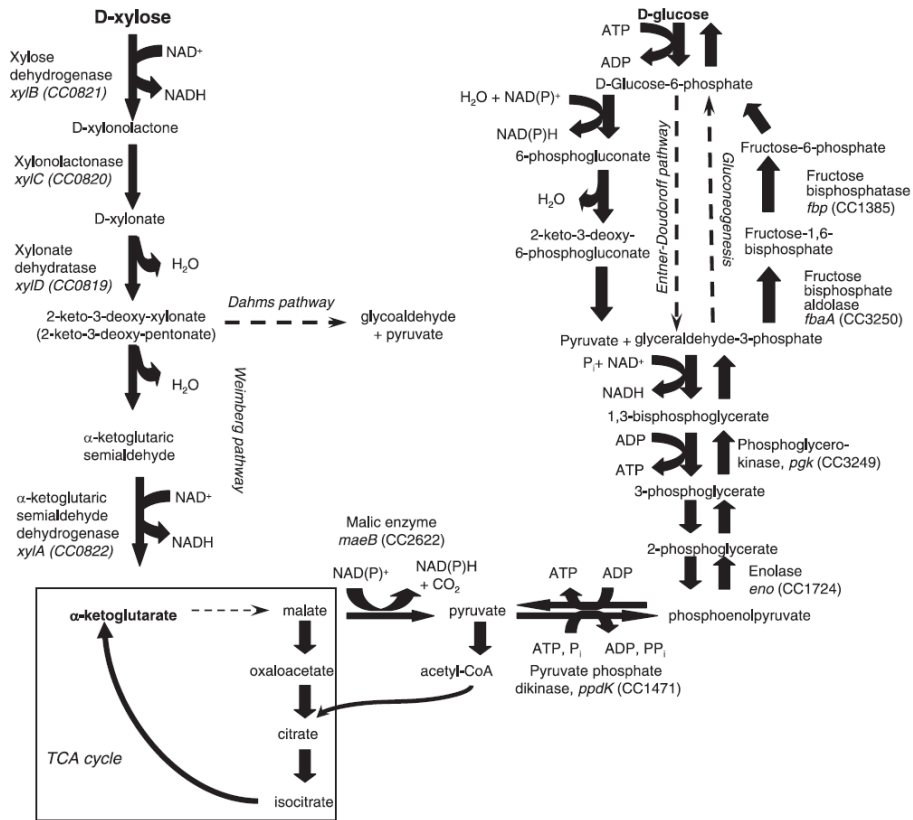 D-xylose
Xylose
dehydrogenase
xylB (CC0821)
NAD⁺
NADH
D-xylonolactone
Xylonolactonase
xylC (CC0820)
D-xylonate
Xylonate
dehydratase
xylD (CC0819)
H₂O
2-keto-3-deoxy-xylonate
(2-keto-3-deoxy-pentonate)
Dahms pathway
glycoaldehyde
+ pyruvate
H₂O
Weimberg pathway
α-ketoglutaric
semialdehyde
α-ketoglutaric
semialdehyde
dehydrogenase
xylA (CC0822)
NAD⁺
NADH
D-glucose
ATP
ADP
D-Glucose-6-phosphate
H₂O + NAD(P)⁺
NAD(P)H
6-phosphogluconate
H₂O
2-keto-3-deoxy-
6-phosphogluconate
Entner-Doudoroff pathway
Gluconeogenesis
Fructose-6-phosphate
Fructose
bisphosphatase
fbp (CC1385)
Fructose-1,6-
bisphosphate
Fructose
bisphosphate
aldolase
fbaA (CC3250)
Pyruvate + glyceraldehyde-3-phosphate
Pᵢ+ NAD⁺
NADH
1,3-bisphosphoglycerate
ADP
ATP
Phosphoglycero-
kinase, pgk (CC3249)
3-phosphoglycerate
2-phosphoglycerate
Enolase
eno (CC1724)
phosphoenolpyruvate
ATP
ADP
ATP, Pᵢ
ADP, PPᵢ
Pyruvate phosphate
dikinase, ppdK (CC1471)
Malic enzyme
maeB (CC2622)
NAD(P)⁺
NAD(P)H
+ CO₂
pyruvate
acetyl-CoA
α-ketoglutarate
malate
oxaloacetate
citrate
isocitrate
TCA cycle